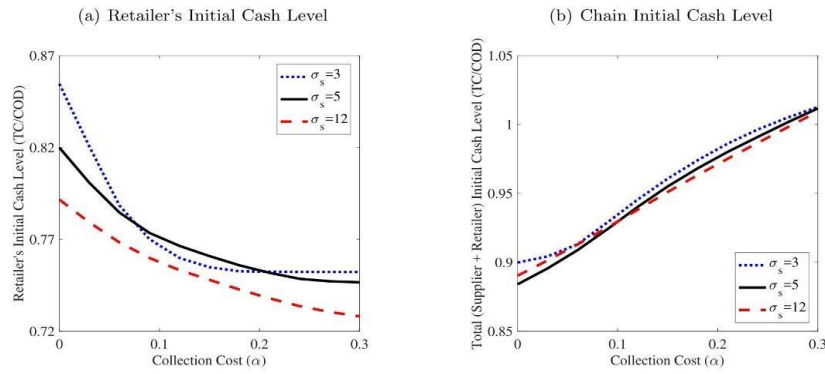 (a) Retailer's Initial Cash Level
0.87
0.82
0.77
0.72
Retailer's Initial Cash Level (TC/COD)
σs=3
σs=5
σs=12
0
0.1
0.2
0.3
Collection Cost (α)
(b) Chain Initial Cash Level
1.05
1
0.95
0.9
0.85
Total (Supplier + Retailer) Initial Cash Level (TC/COD)
σs=3
σs=5
σs=12
0
0.1
0.2
0.3
Collection Cost (α)